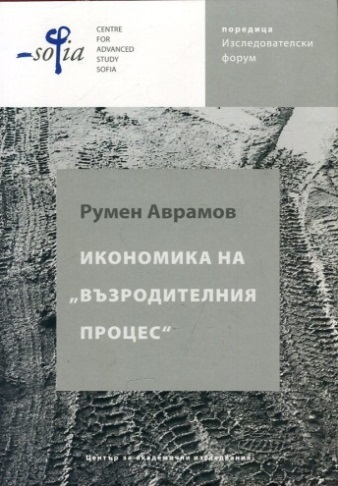 sofia
CENTRE
FOR
ADVANCED
STUDY
SOFIA
поредица
Изследователски
форум
Румен Аврамов
ИКОНОМИКА НА
„ВЪЗРОДИТЕЛНИЯ
ПРОЦЕС“
Център за академични изследвания